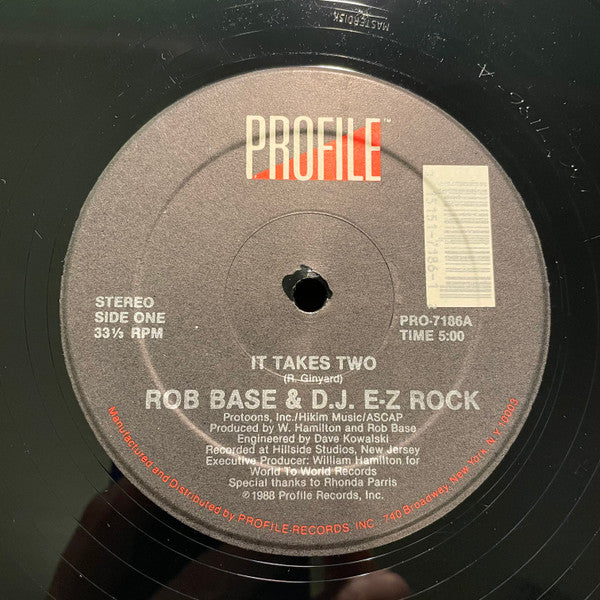 MASTERDISK
PROFILE™
STEREO
SIDE ONE
33⅓ RPM
PRO-7186A
TIME 5:00
IT TAKES TWO
(R. Ginyard)
ROB BASE & D.J. E-Z ROCK
Protoons, Inc./Hikim Music/ASCAP
Produced by W. Hamilton and Rob Base
Engineered by Dave Kowalski
Recorded at Hillside Studios, New Jersey
Executive Producer: William Hamilton for
World To World Records
Special thanks to Rhonda Parris
©1988 Profile Records, Inc.
Manufactured and Distributed by PROFILE RECORDS, INC. 740 Broadway, New York, N.Y. 10003